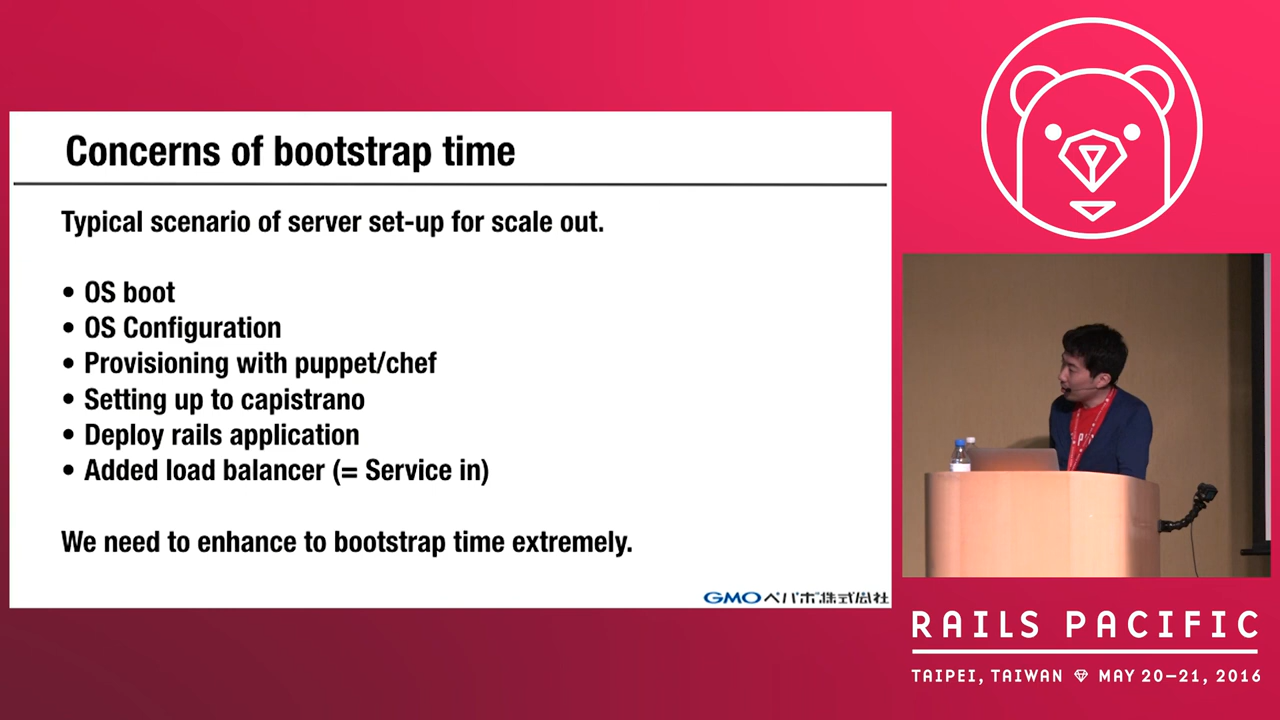 Concerns of bootstrap time
Typical scenario of server set-up for scale out.
• OS boot
• OS Configuration
• Provisioning with puppet/chef
• Setting up to capistrano
• Deploy rails application
• Added load balancer (= Service in)
We need to enhance to bootstrap time extremely.
GMOペパボ株式会社
RAILS PACIFIC
TAIPEI, TAIWAN MAY 20–21, 2016